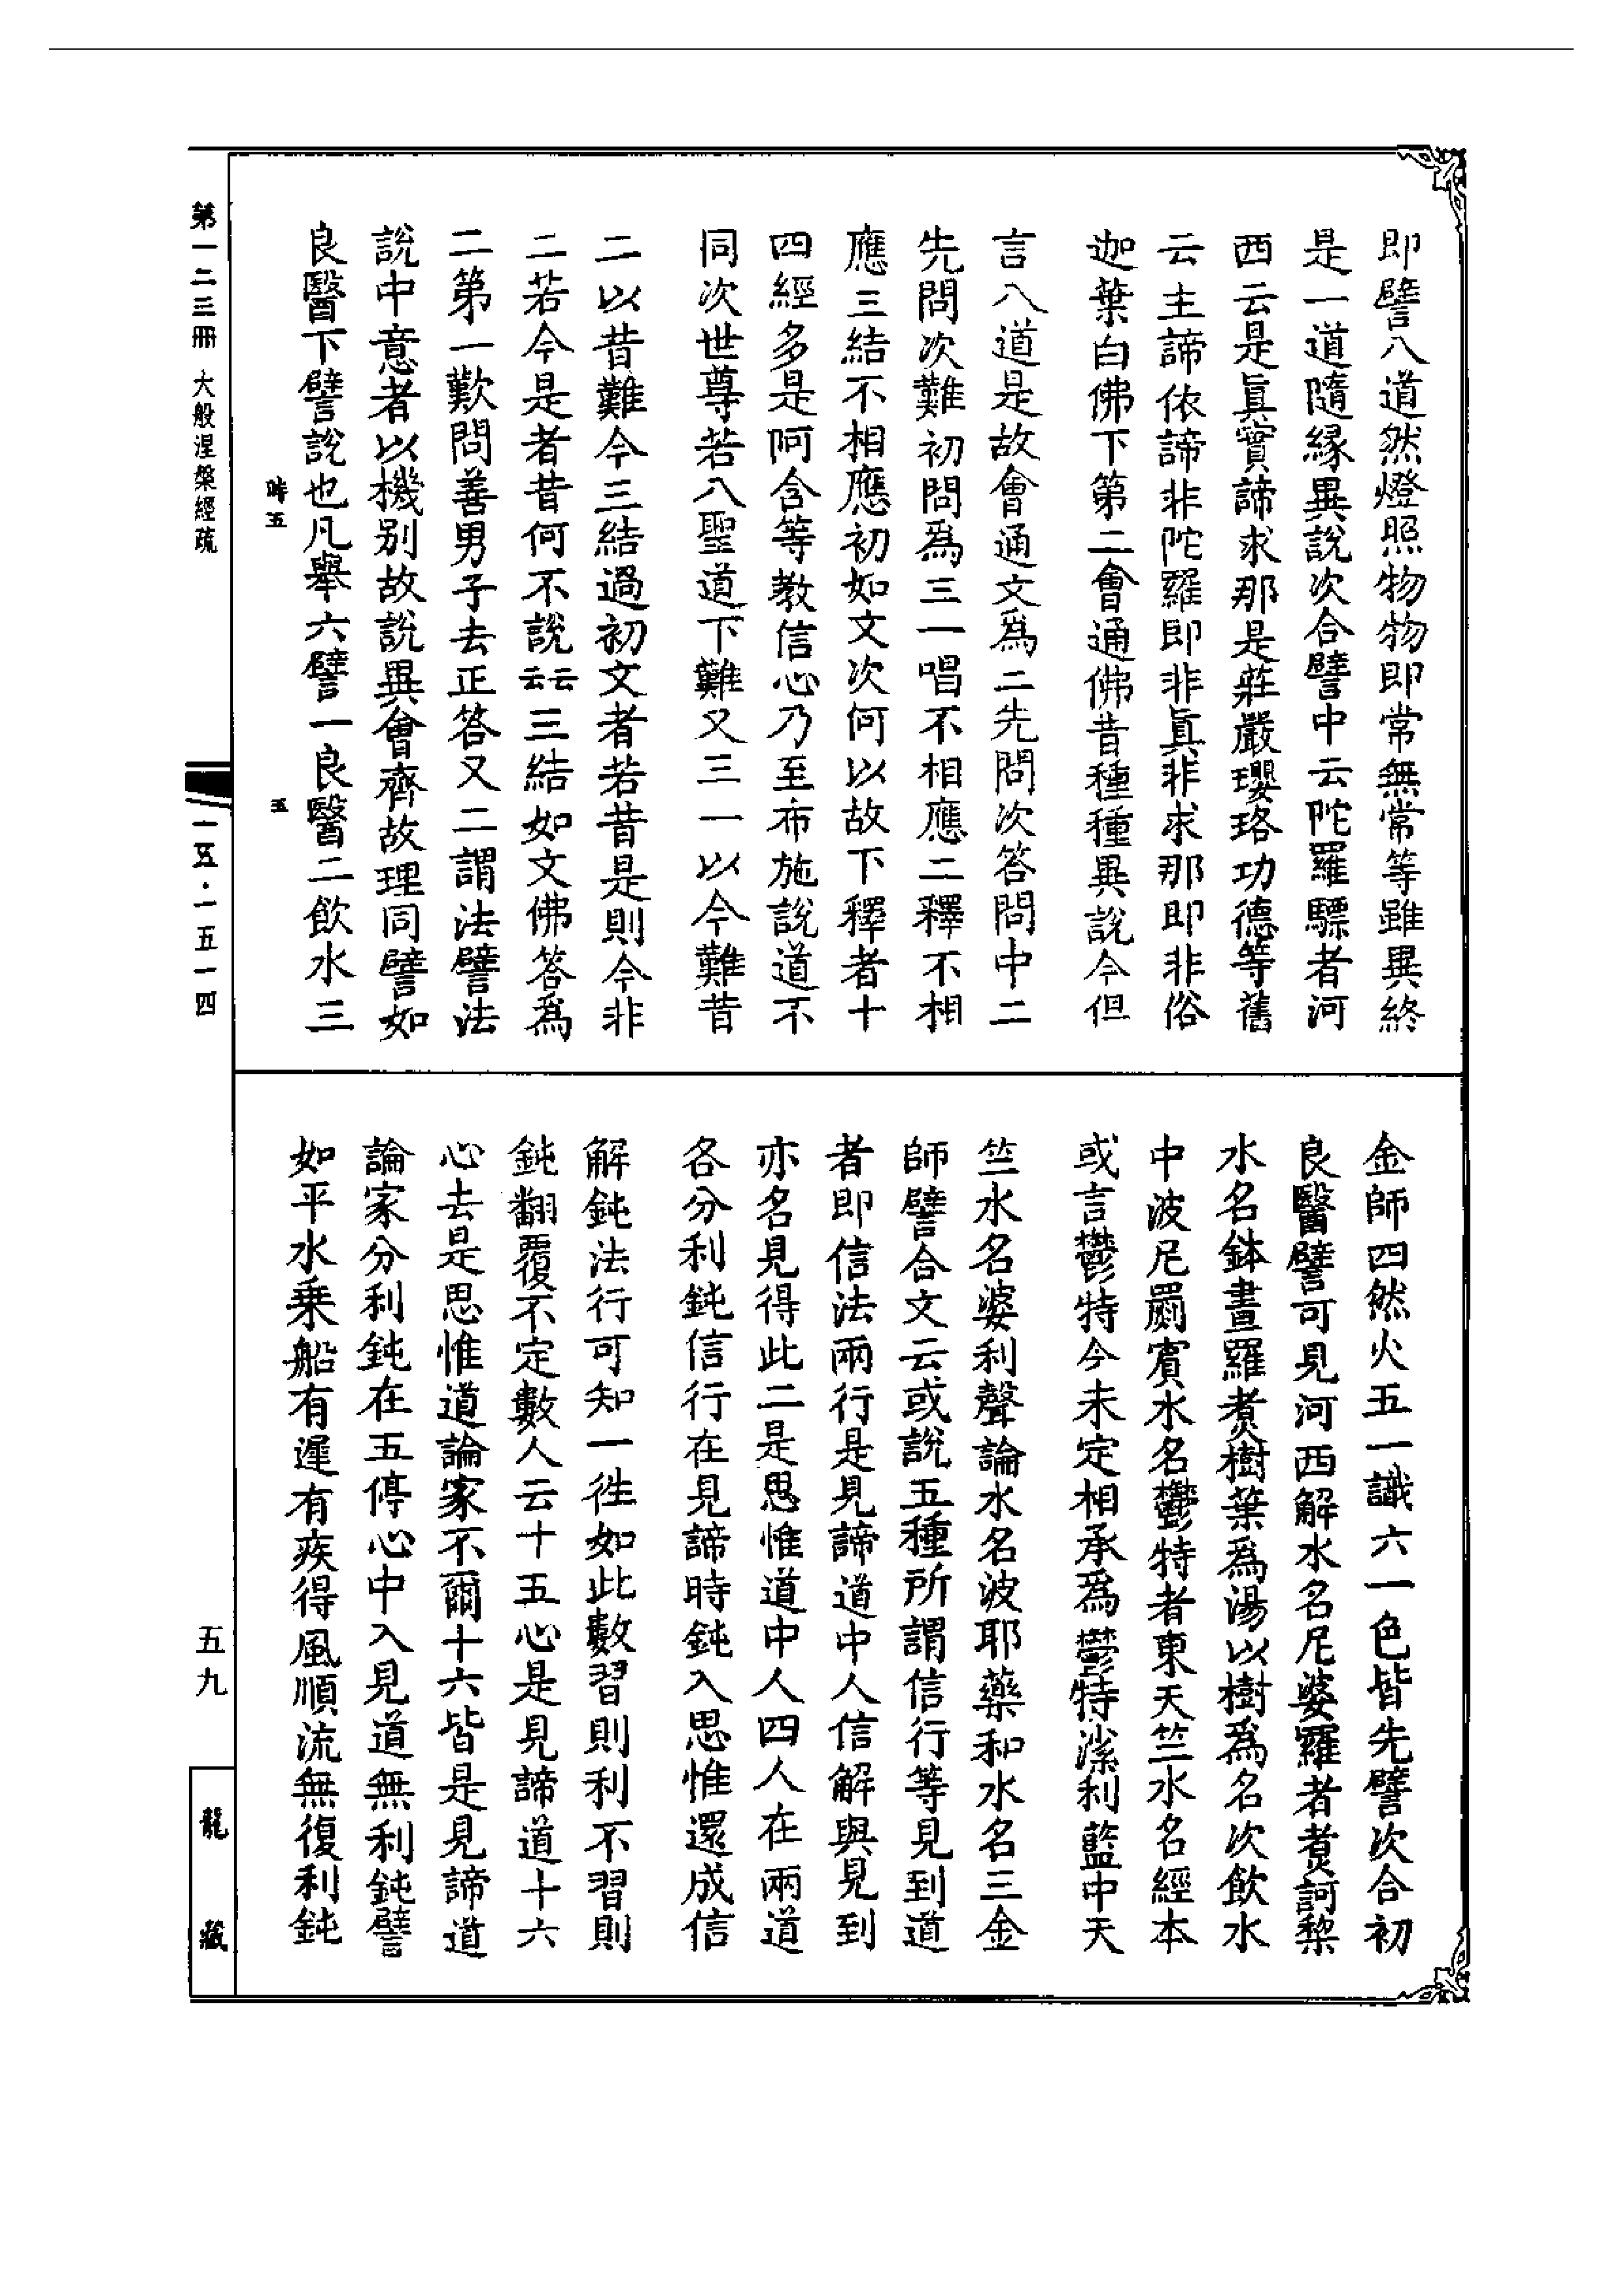 即譬八道然燈照物物即常無常等雖異終
是一道隨緣異說次合譬中云陀羅驃者河
西云是眞實諦求那是莊嚴瓔珞功德等舊
云主諦依諦非陀羅即非眞非求那即非俗
迦葉白佛下第二會通佛昔種種異說今但
言八道是故會通文爲二先問次答問中二
先問次難初問爲三一唱不相應二釋不相
應三結不相應初如文次何以故下釋者十
四經多是阿含等教信心乃至布施說道不
同次世尊若八聖道下難又三一以今難昔
二以昔難今三結過初文者若昔是則今非
二若今是者昔何不說云云三結如文佛答爲
二第一歎問善男子去正答又二謂法譬法
說中意者以機別故說異會齊故理同譬如
良醫下譬說也凡舉六譬一良醫二飲水三
時五
五
金師四然火五一識六一色皆先譬次合初
良醫譬可見河西解水名尼婆羅者煑訶棃
水名鉢晝羅煑樹葉爲湯以樹爲名次飲水
中波尼罽賓水名鬱特者東天竺水名經本
或言鬱特今未定相承爲鬱特潔利藍中天
竺水名婆利聲論水名波耶藥和水名三金
師譬合文云或說五種所謂信行等見到道
者即信法兩行是見諦道中人信解與見到
亦名見得此二是思惟道中人四人在兩道
各分利鈍信行在見諦時鈍入思惟還成信
解鈍法行可知一徃如此數習則利不習則
鈍翻覆不定數人云十五心是見諦道十六
心去是思惟道論家不爾十六皆是見諦道
論家分利鈍在五停心中入見道無利鈍譬
如平水乗船有遲有疾得風順流無復利鈍
第一二三冊 大般涅槃經疏
一五·一五一四
五九
龍藏